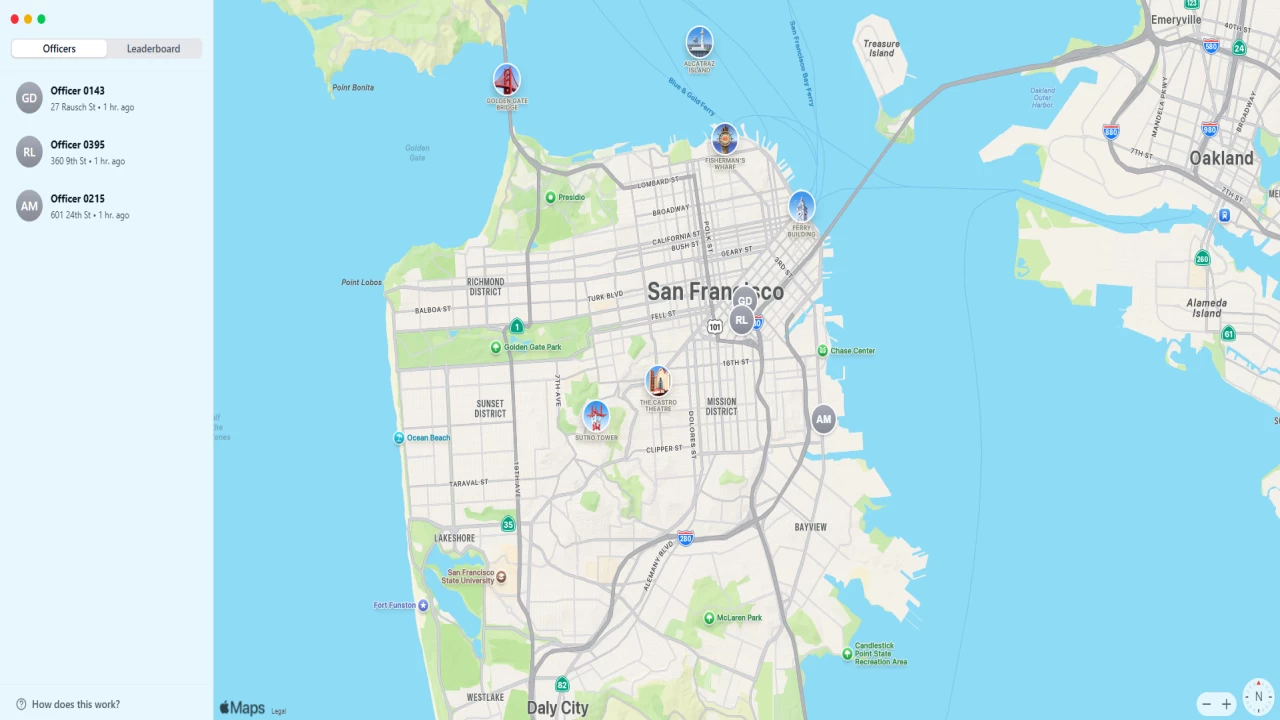 Officers
Leaderboard
GD
Officer 0143
27 Rausch St • 1 hr. ago
RL
Officer 0395
360 9th St • 1 hr. ago
AM
Officer 0215
601 24th St • 1 hr. ago
How does this work?
Point Bonita
GOLDEN GATE
BRIDGE
ALCATRAZ
ISLAND
Blue & Gold Ferry
San Francisco Bay Ferry
Treasure
Island
Emeryville
123
40TH ST
580
24
Oakland
Outer
Harbor
MANDELA PKWY
BROADWAY
880
980
7TH ST
Oakland
7TH ST
Golden
Gate
FISHERMAN'S
WHARF
LOMBARD ST
Presidio
BROADWAY
POLK ST
FERRY
BUILDING
CALIFORNIA ST
BUSH ST
GEARY ST
3RD ST
260
Point Lobos
RICHMOND
DISTRICT
TURK BLVD
San Francisco
GD
BALBOA ST
FELL ST
RL
101
1
Alameda
Island
61
Golden Gate Park
16TH ST
Chase Center
7TH AVE
SUNSET
DISTRICT
THE CASTRO
THEATRE
MISSION
DISTRICT
SUTRO TOWER
DOLORES ST
AM
Ocean Beach
CLIPPER ST
19TH AVE
TARAVAL ST
35
LAKESHORE
280
BAYVIEW
ALEMANY BLVD
San Francisco
State University
Fort Funston
McLaren Park
Candlestick
Point State
Recreation Area
82
WESTLAKE
Daly City
Maps
Legal
N